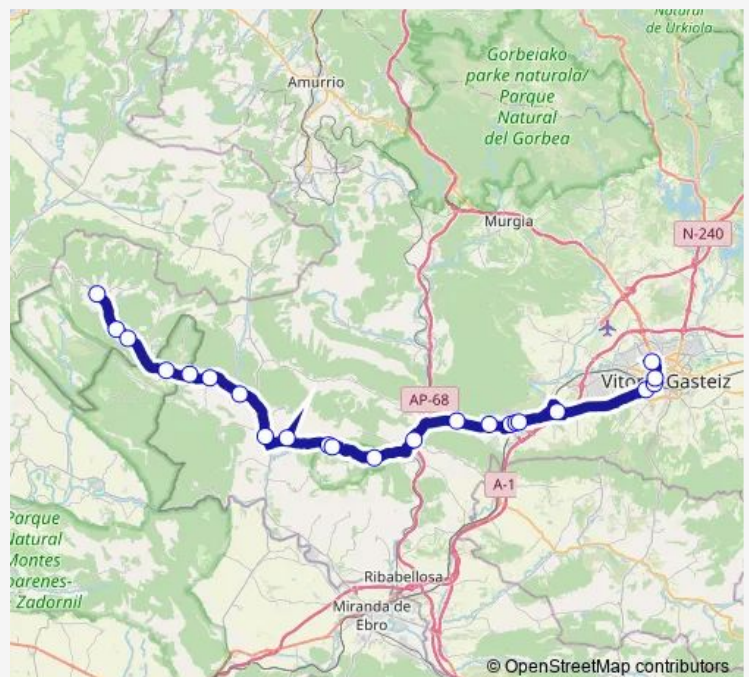 Natural
de Urkiola
Gorbeiako
parke naturala/
Parque
Natural
del Gorbea
Amurrio
Murgia
N-240
Vitoria-Gasteiz
AP-68
A-1
Parque
Natural
Montes
Obarenes-
Zadornil
Ribabellosa
Miranda de
Ebro
© OpenStreetMap contributors